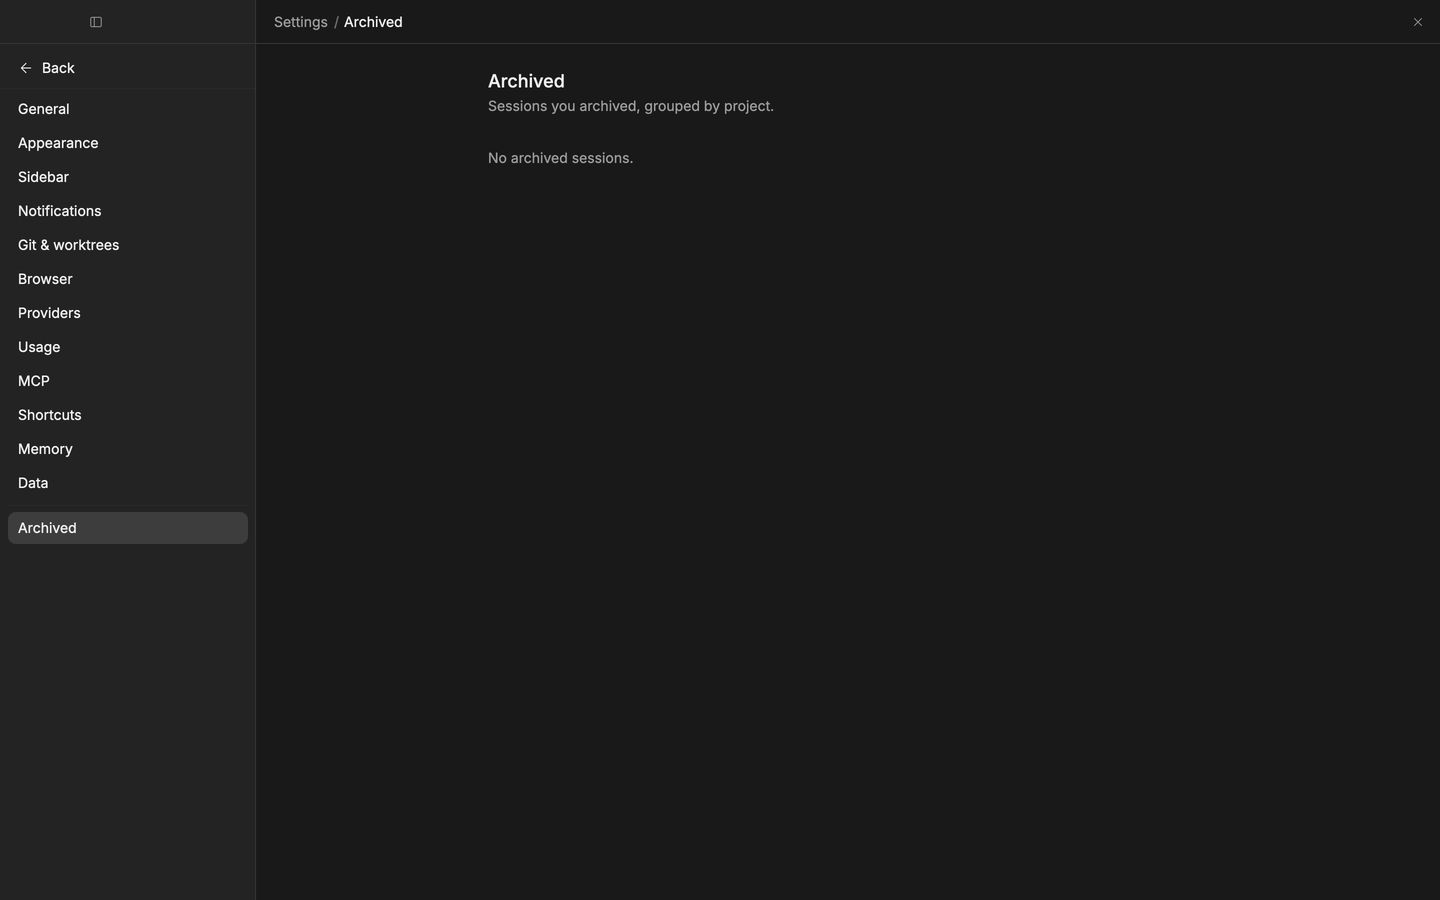 Settings / Archived
Back
General
Appearance
Sidebar
Notifications
Git & worktrees
Browser
Providers
Usage
MCP
Shortcuts
Memory
Data
Archived
Archived
Sessions you archived, grouped by project.
No archived sessions.